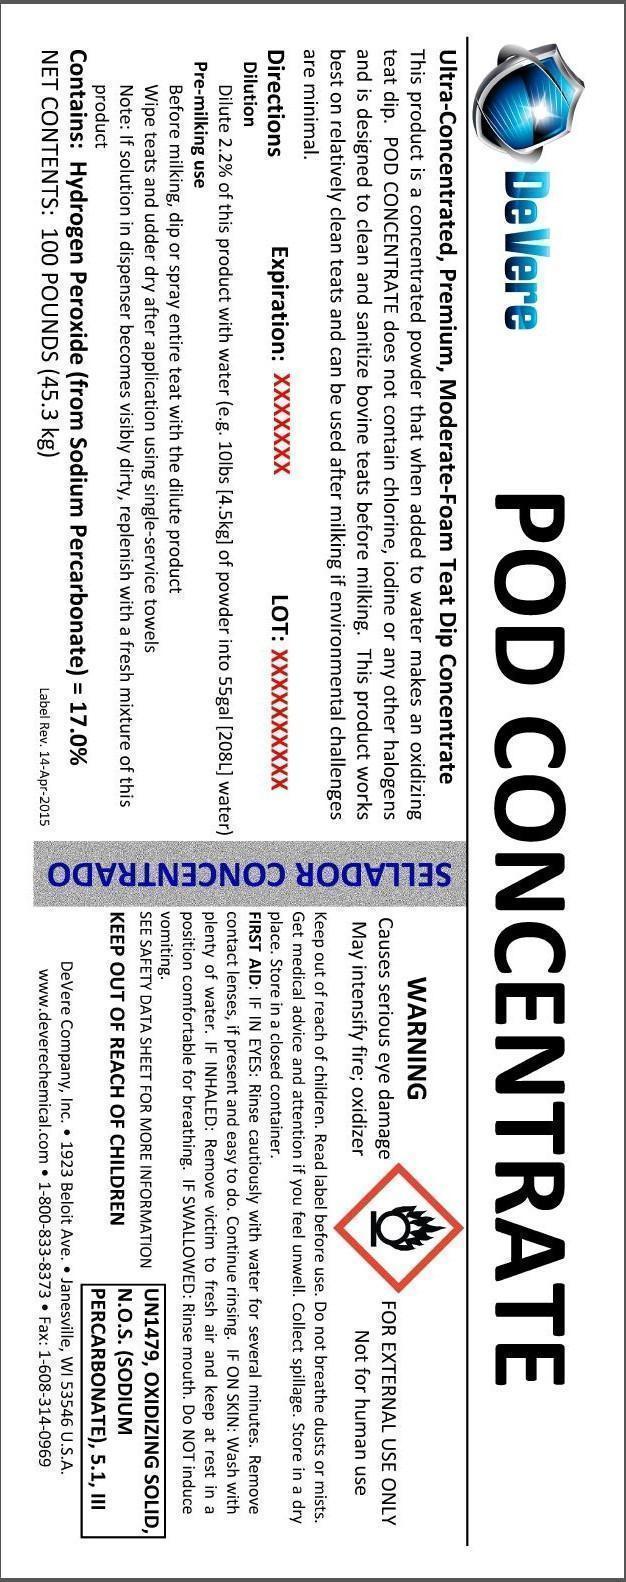 DeVere
POD CONCENTRATE
Ultra-Concentrated, Premium, Moderate-Foam Teat Dip Concentrate
This product is a concentrated powder that when added to water makes an oxidizing
teat dip.  POD CONCENTRATE does not contain chlorine, iodine or any other halogens
and is designed to clean and sanitize bovine teats before milking.  This product works
best on relatively clean teats and can be used after milking if environmental challenges
are minimal.
Directions Expiration: XXXXXXX LOT: XXXXXXXXXX
Dilution
Dilute 2.2% of this product with water (e.g. 10lbs [4.5kg] of powder into 55gal [208L] water)
Pre-milking use
Before milking, dip or spray entire teat with the dilute product
Wipe teats and udder dry after application using single-service towels
Note: If solution in dispenser becomes visibly dirty, replenish with a fresh mixture of this
product
Contains:  Hydrogen Peroxide (from Sodium Percarbonate) = 17.0%
NET CONTENTS:  100 POUNDS (45.3 kg)
Label Rev. 14-Apr-2015
SELLADOR CONCENTRADO
WARNING
Causes serious eye damage
May intensify fire; oxidizer
FOR EXTERNAL USE ONLY
Not for human use
Keep out of reach of children. Read label before use. Do not breathe dusts or mists.
Get medical advice and attention if you feel unwell. Collect spillage. Store in a dry
place. Store in a closed container.
FIRST AID: IF IN EYES: Rinse cautiously with water for several minutes. Remove
contact lenses, if present and easy to do. Continue rinsing.  IF ON SKIN: Wash with
plenty of water.  IF INHALED:  Remove victim to fresh air and keep at rest in a
position comfortable for breathing.  IF SWALLOWED: Rinse mouth. Do NOT induce
vomiting.
SEE SAFETY DATA SHEET FOR MORE INFORMATION
KEEP OUT OF REACH OF CHILDREN
UN1479, OXIDIZING SOLID,
N.O.S. (SODIUM
PERCARBONATE), 5.1, III
DeVere Company, Inc. • 1923 Beloit Ave. • Janesville, WI 53546 U.S.A.
www.deverechemical.com • 1-800-833-8373 • Fax: 1-608-314-0969